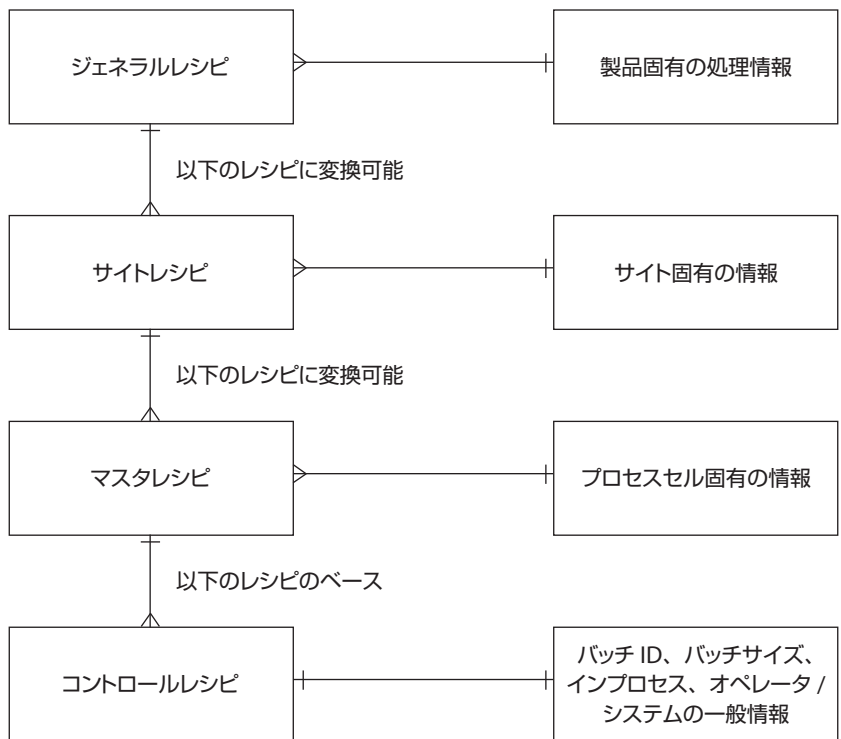 ジェネラルレシピ
製品固有の処理情報
以下のレシピに変換可能
サイトレシピ
サイト固有の情報
以下のレシピに変換可能
マスタレシピ
プロセスセル固有の情報
以下のレシピのベース
コントロールレシピ
バッチ ID、バッチサイズ、
インプロセス、オペレータ /
システムの一般情報